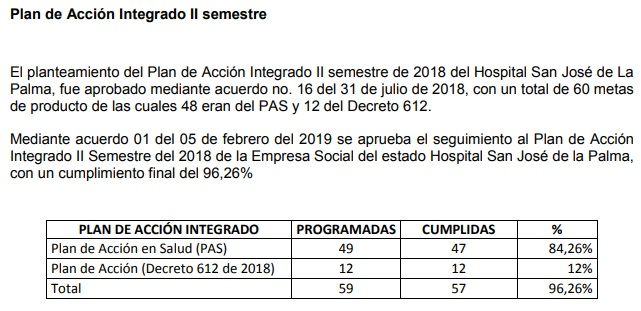 Plan de Acción Integrado II semestre
El planteamiento del Plan de Acción Integrado II semestre de 2018 del Hospital San José de La
Palma, fue aprobado mediante acuerdo no. 16 del 31 de julio de 2018, con un total de 60 metas
de producto de las cuales 48 eran del PAS y 12 del Decreto 612.
Mediante acuerdo 01 del 05 de febrero del 2019 se aprueba el seguimiento al Plan de Acción
Integrado II Semestre del 2018 de la Empresa Social del estado Hospital San José de la Palma,
con un cumplimiento final del 96,26%
PLAN DE ACCIÓN INTEGRADO PROGRAMADAS CUMPLIDAS %
Plan de Acción en Salud (PAS) 49 47 84,26%
Plan de Acción (Decreto 612 de 2018) 12 12 12%
Total 59 57 96,26%